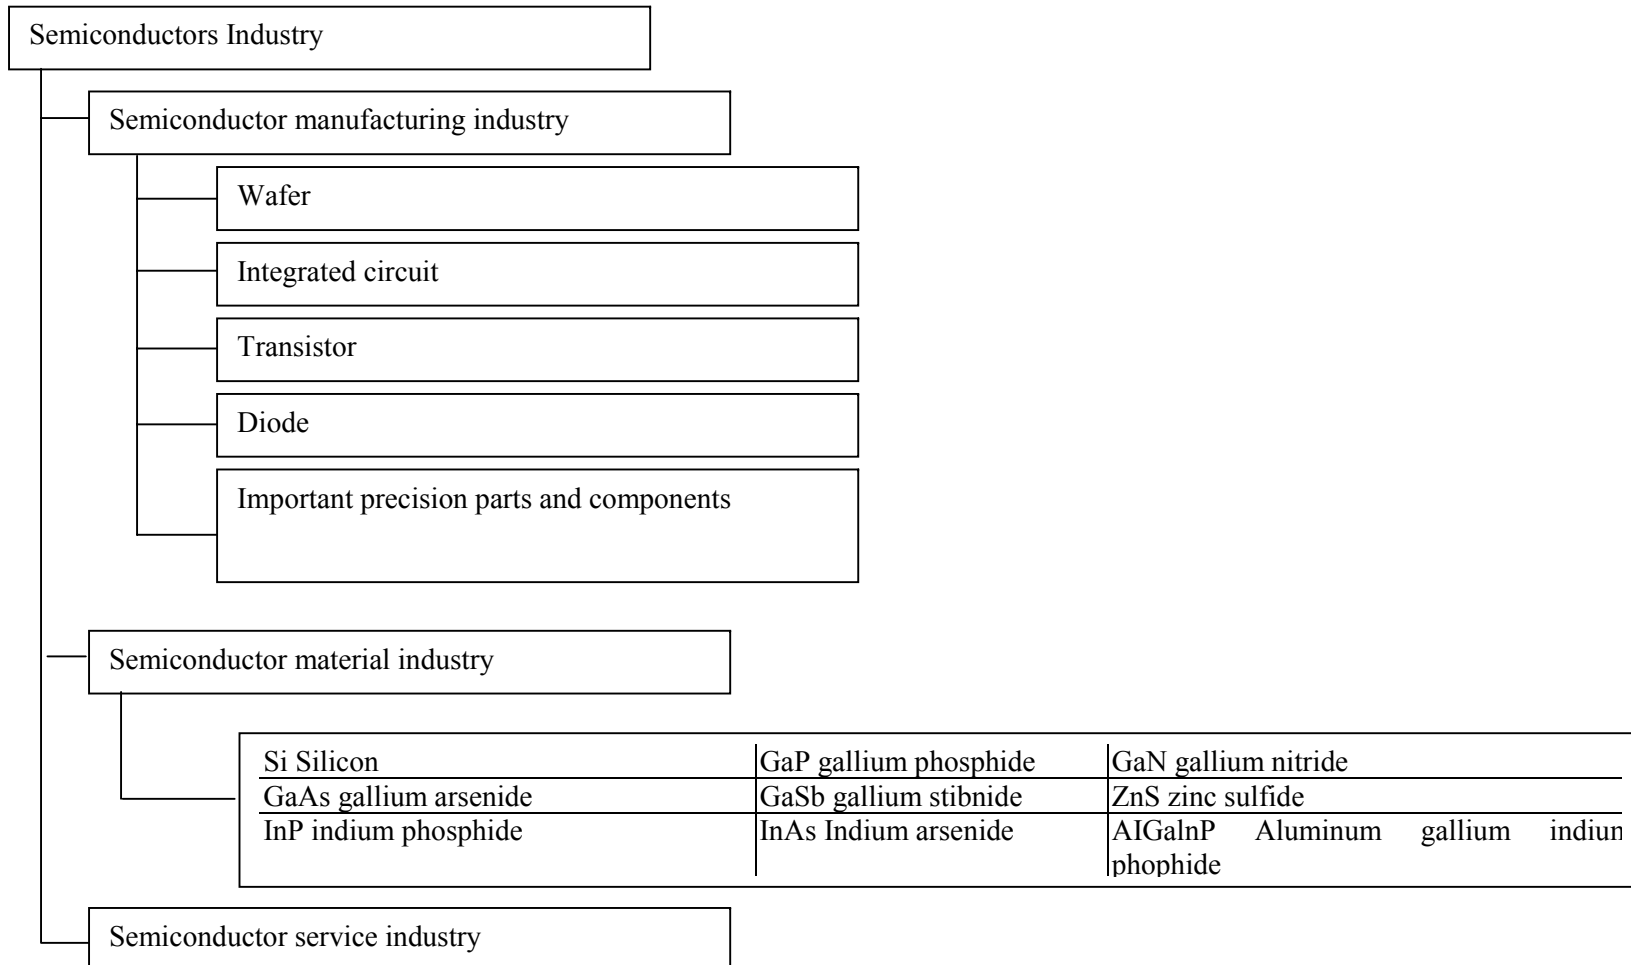 Semiconductors Industry
Semiconductor manufacturing industry
Wafer
Integrated circuit
Transistor
Diode
Important precision parts and components
Semiconductor material industry
Si Silicon GaP gallium phosphide GaN gallium nitride
GaAs gallium arsenide GaSb gallium stibnide ZnS zinc sulfide
InP indium phosphide InAs Indium arsenide AIGalnP Aluminum gallium
phophide
Semiconductor service industry